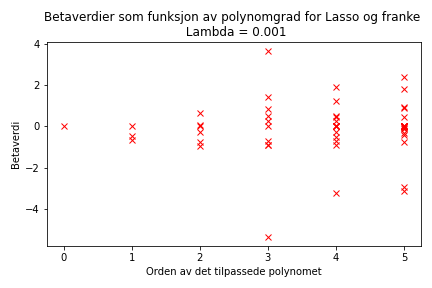 Betaverdier som funksjon av polynomgrad for Lasso og franke
Lambda = 0.001
4
2
0
−2
−4
Betaverdi
0 1 2 3 4 5
Orden av det tilpassede polynomet